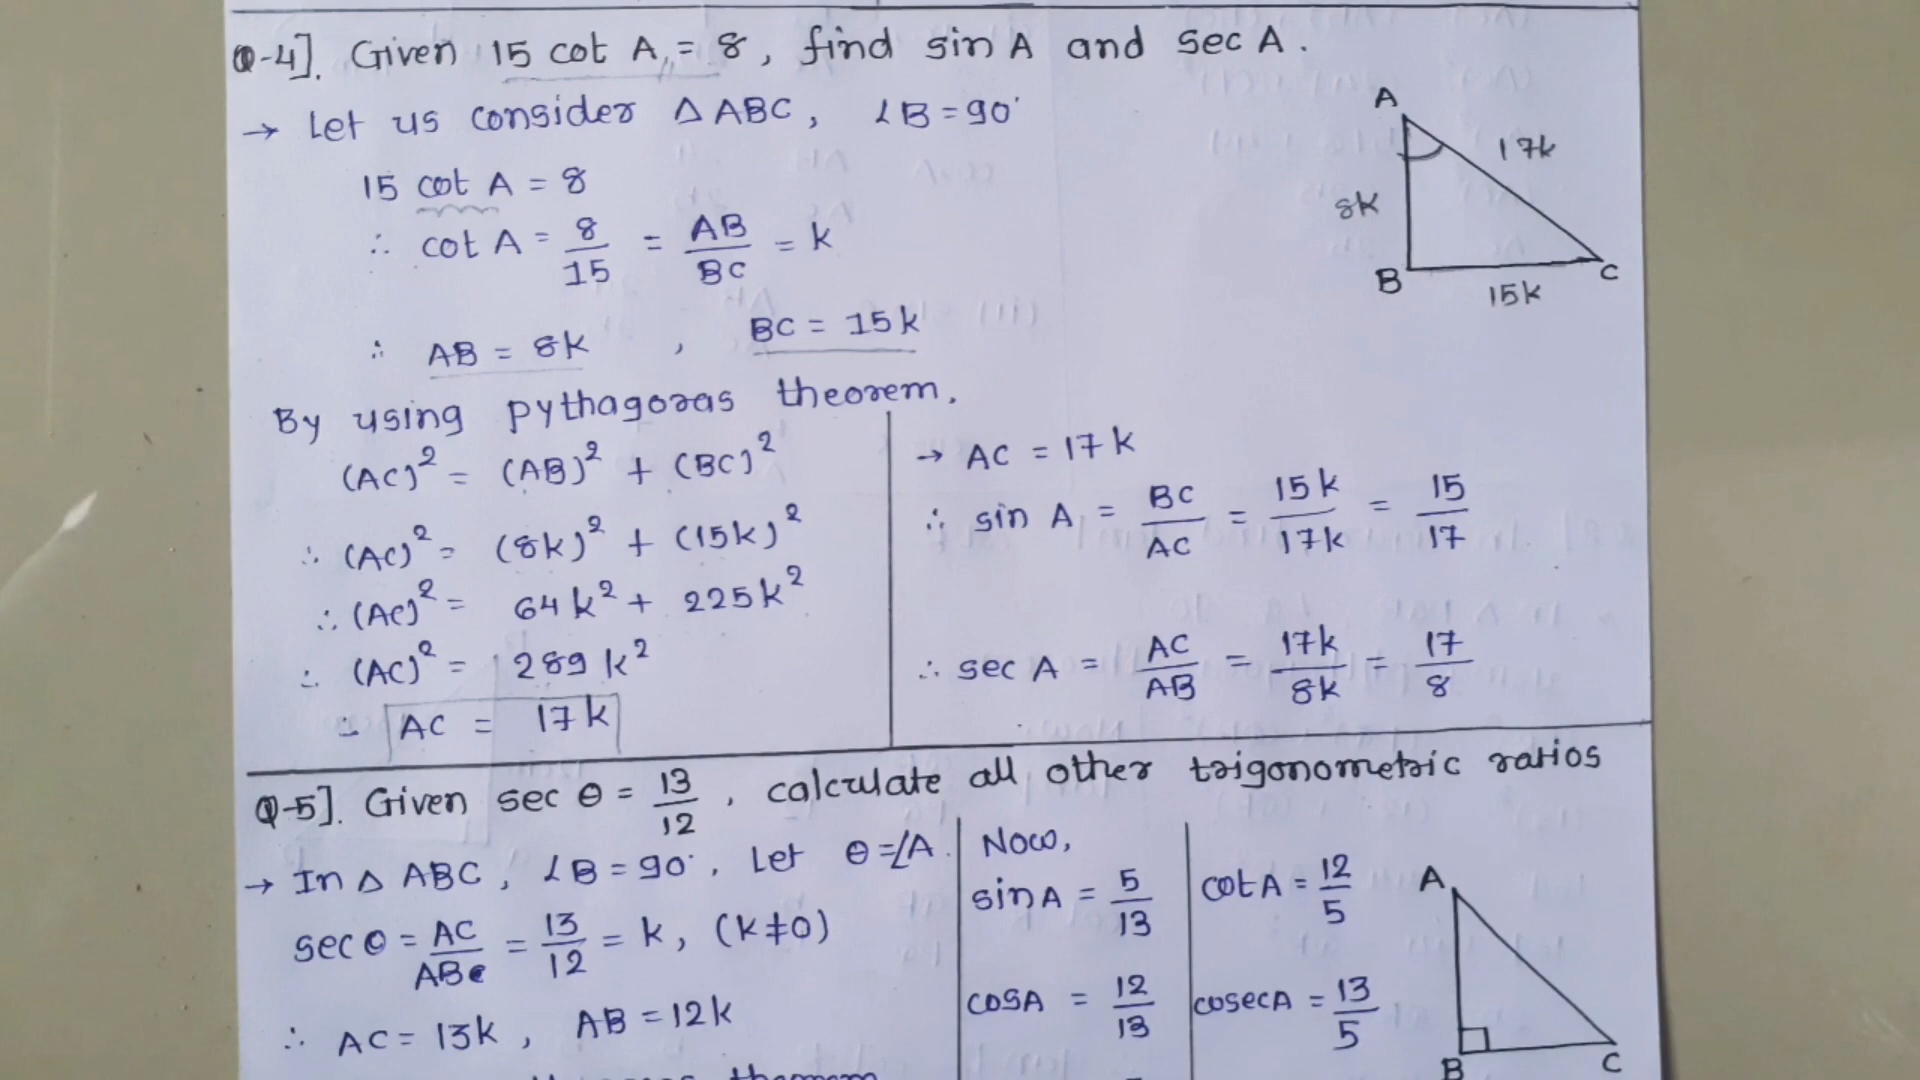 Q-4]. Given 15 cot A = 8, find sin A and sec A.
→ Let us consider △ ABC, ∠B = 90°
15 cot A = 8
∴ cot A = 8/15 = AB/BC = k
∴ AB = 8k , BC = 15k
A
17k
8k
B
15k
C
By using pythagoras theorem.
(AC)² = (AB)² + (BC)²
∴ (AC)² = (8k)² + (15k)²
∴ (AC)² = 64k² + 225k²
∴ (AC)² = 289k²
∴ AC = 17k
→ AC = 17k
∴ sin A = BC/AC = 15k/17k = 15/17
∴ sec A = AC/AB = 17k/8k = 17/8
Q-5]. Given sec θ = 13/12, calculate all other trigonometric ratios
→ In △ ABC, ∠B = 90°, Let θ = ∠A
sec θ = AC/AB = 13/12 = k, (k≠0)
∴ AC = 13k, AB = 12k
theorem
Now,
sin A = 5/13
cos A = 12/13
cot A = 12/5
cosec A = 13/5
A
B
C